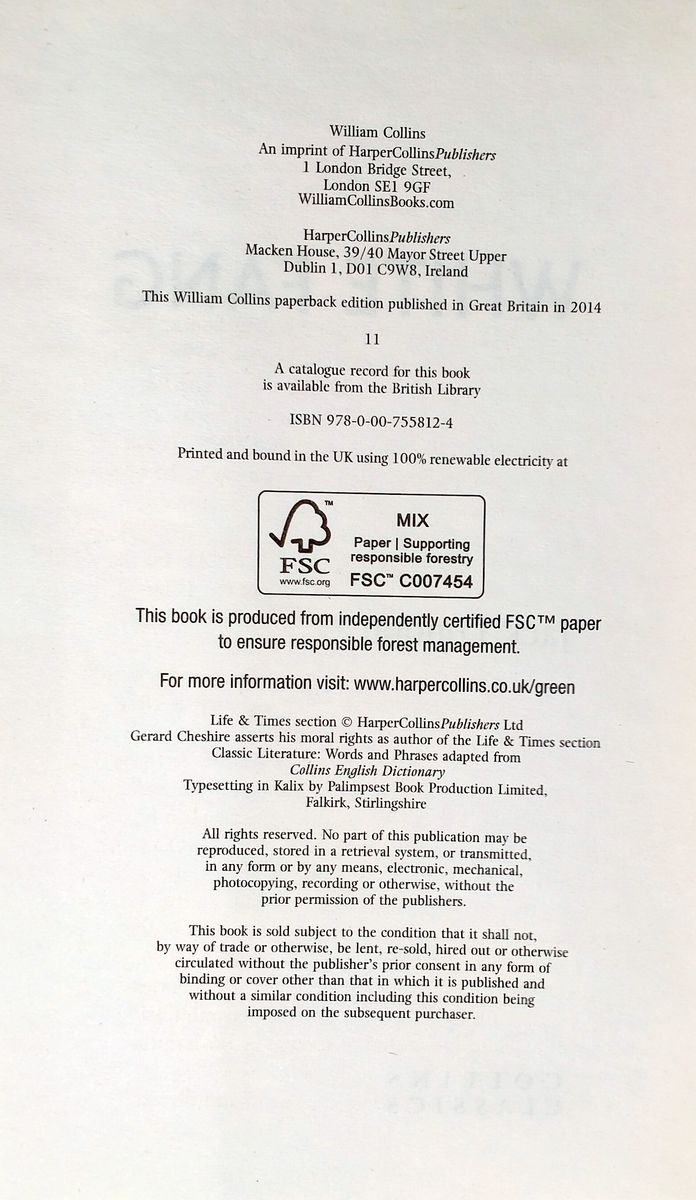 William Collins
An imprint of HarperCollinsPublishers
1 London Bridge Street,
London SE1 9GF
WilliamCollinsBooks.com
HarperCollinsPublishers
Macken House, 39/40 Mayor Street Upper
Dublin 1, D01 C9W8, Ireland
This William Collins paperback edition published in Great Britain in 2014
11
A catalogue record for this book
is available from the British Library
ISBN 978-0-00-755812-4
Printed and bound in the UK using 100% renewable electricity at
FSC
www.fsc.org
™
MIX
Paper | Supporting
responsible forestry
FSC™ C007454
This book is produced from independently certified FSC™ paper
to ensure responsible forest management.
For more information visit: www.harpercollins.co.uk/green
Life & Times section © HarperCollinsPublishers Ltd
Gerard Cheshire asserts his moral rights as author of the Life & Times section
Classic Literature: Words and Phrases adapted from
Collins English Dictionary
Typesetting in Kalix by Palimpsest Book Production Limited,
Falkirk, Stirlingshire
All rights reserved. No part of this publication may be
reproduced, stored in a retrieval system, or transmitted,
in any form or by any means, electronic, mechanical,
photocopying, recording or otherwise, without the
prior permission of the publishers.
This book is sold subject to the condition that it shall not,
by way of trade or otherwise, be lent, re-sold, hired out or otherwise
circulated without the publisher's prior consent in any form of
binding or cover other than that in which it is published and
without a similar condition including this condition being
imposed on the subsequent purchaser.
WHITE FANG
COLLINS
CLASSICS